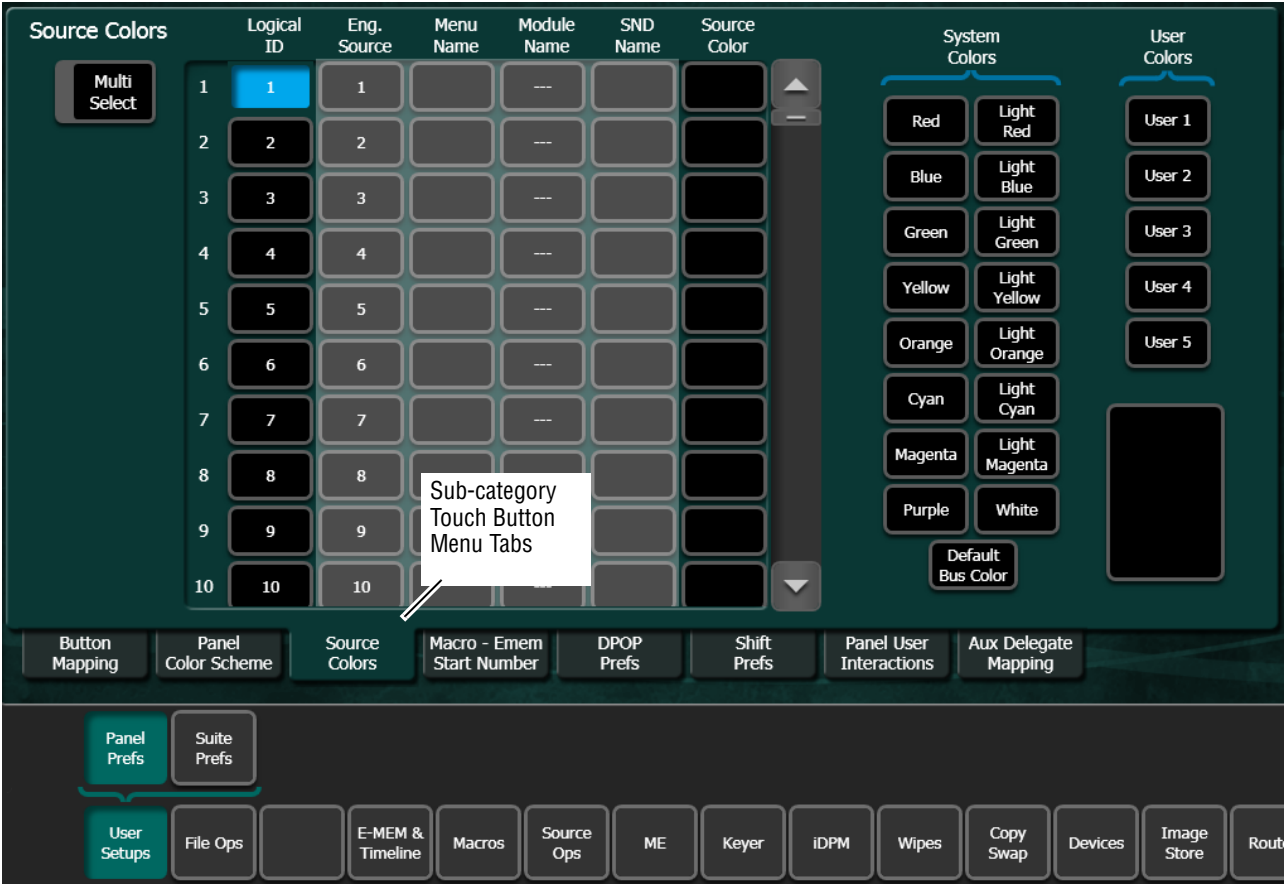 Source Colors
Logical ID
Eng. Source
Menu Name
Module Name
SND Name
Source Color
System Colors
User Colors
Multi Select
1 1 1 ---
2 2 2 ---
3 3 3 ---
4 4 4 ---
5 5 5 ---
6 6 6 ---
7 7 7 ---
8 8 8
9 9 9
10 10 10 ---
Red
Light Red
Blue
Light Blue
Green
Light Green
Yellow
Light Yellow
Orange
Light Orange
Cyan
Light Cyan
Magenta
Light Magenta
Purple
White
Default Bus Color
User 1
User 2
User 3
User 4
User 5
Sub-category
Touch Button
Menu Tabs
Button Mapping
Panel Color Scheme
Source Colors
Macro - Emem Start Number
DPOP Prefs
Shift Prefs
Panel User Interactions
Aux Delegate Mapping
Panel Prefs
Suite Prefs
User Setups
File Ops
E-MEM & Timeline
Macros
Source Ops
ME
Keyer
iDPM
Wipes
Copy Swap
Devices
Image Store